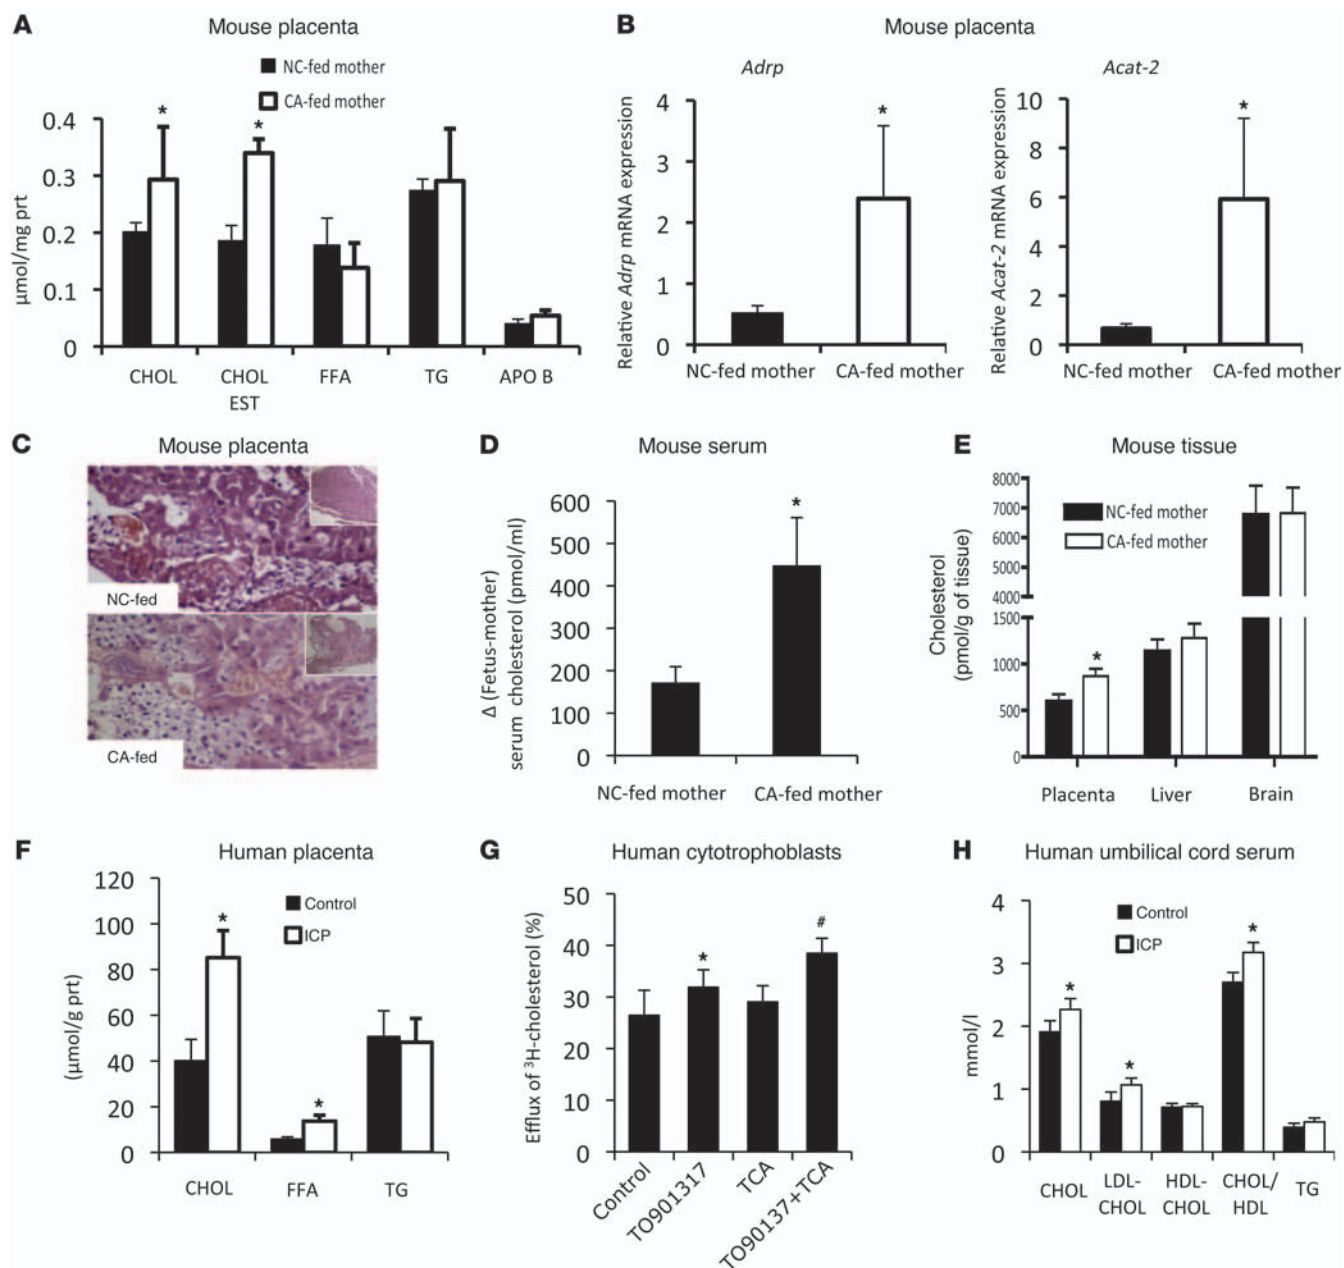 A Mouse placenta
NC-fed mother
CA-fed mother
*
*
0.4
0.3
0.2
0.1
0
µmol/mg prt
CHOL
CHOL
EST
FFA
TG
APO B
B Mouse placenta
Adrp
Relative Adrp mRNA expression
4
3
2
1
0
*
NC-fed mother
CA-fed mother
Acat-2
Relative Acat-2 mRNA expression
10
8
6
4
2
0
*
NC-fed mother
CA-fed mother
C Mouse placenta
NC-fed
CA-fed
D Mouse serum
Δ (Fetus-mother)
serum cholesterol (pmol/ml)
600
500
400
300
200
100
0
*
NC-fed mother
CA-fed mother
E Mouse tissue
Cholesterol
(pmol/g of tissue)
8000
7000
6000
5000
4000
1500
1000
500
0
NC-fed mother
CA-fed mother
*
Placenta
Liver
Brain
F Human placenta
(µmol/g prt)
120
100
80
60
40
20
0
Control
ICP
*
*
CHOL
FFA
TG
G Human cytotrophoblasts
Efflux of ³H-cholesterol (%)
50
40
30
20
10
0
*
#
Control
TO901317
TCA
TO90137+TCA
H Human umbilical cord serum
mmol/l
4
3
2
1
0
Control
ICP
*
*
*
CHOL
LDL-
CHOL
HDL-
CHOL
CHOL/
HDL
TG